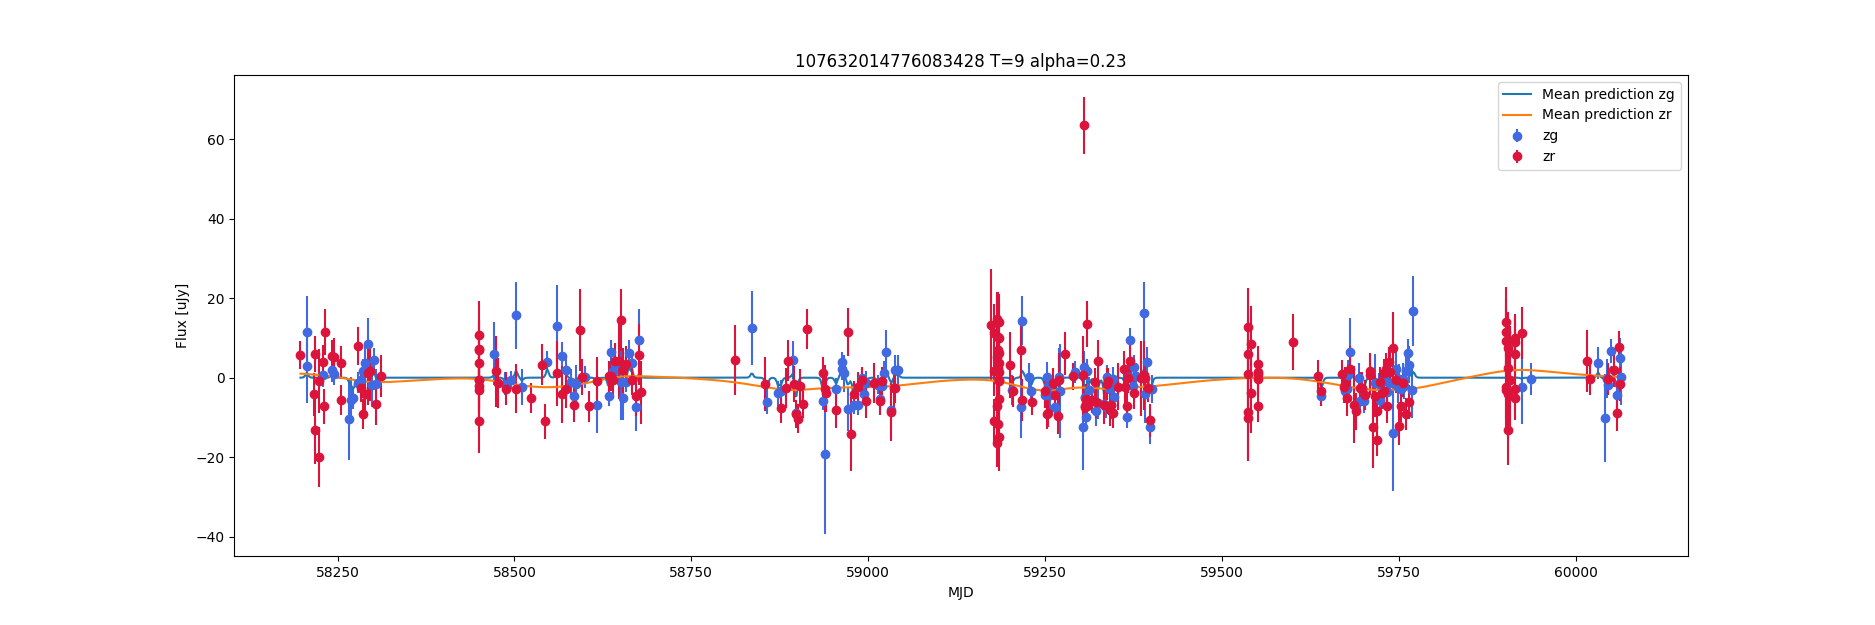 107632014776083428 T=9 alpha=0.23
Mean prediction zg
Mean prediction zr
zg
zr
Flux [uJy]
60
40
20
0
−20
−40
58250 58500 58750 59000 59250 59500 59750 60000
MJD